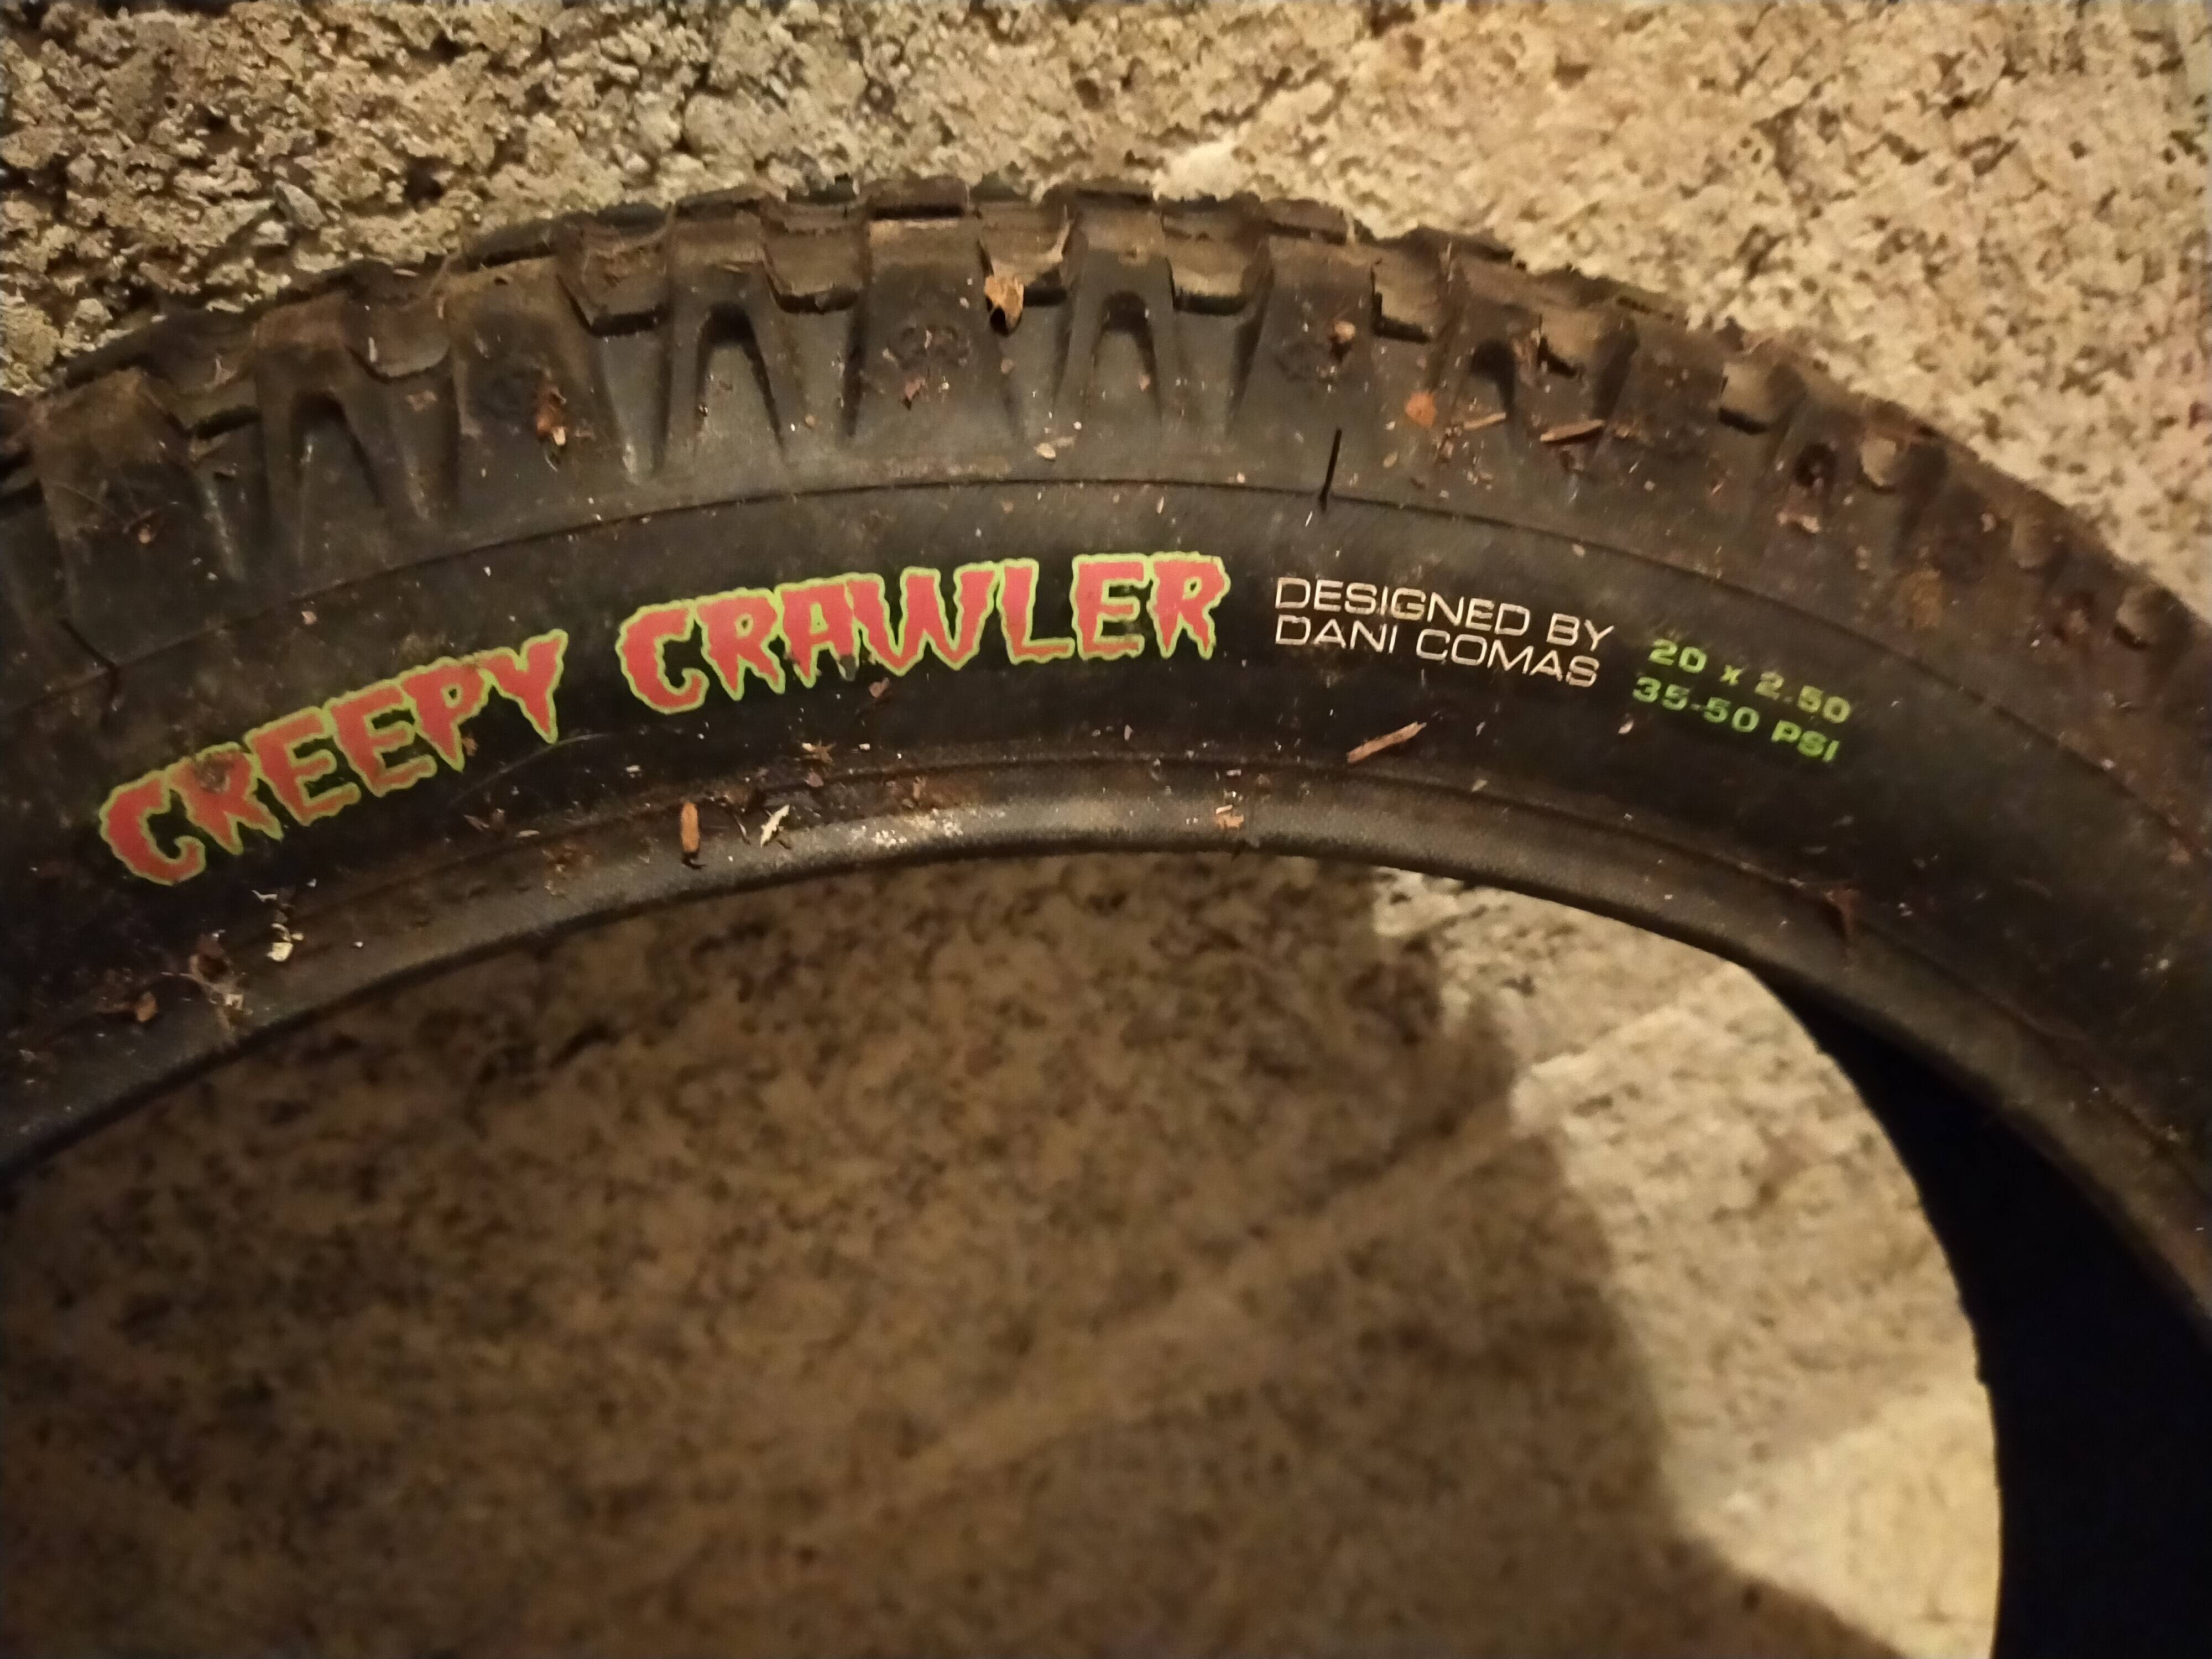 CREEPY CRAWLER
DESIGNED BY
DANI COMAS
20 x 2.50
35-50 PSI